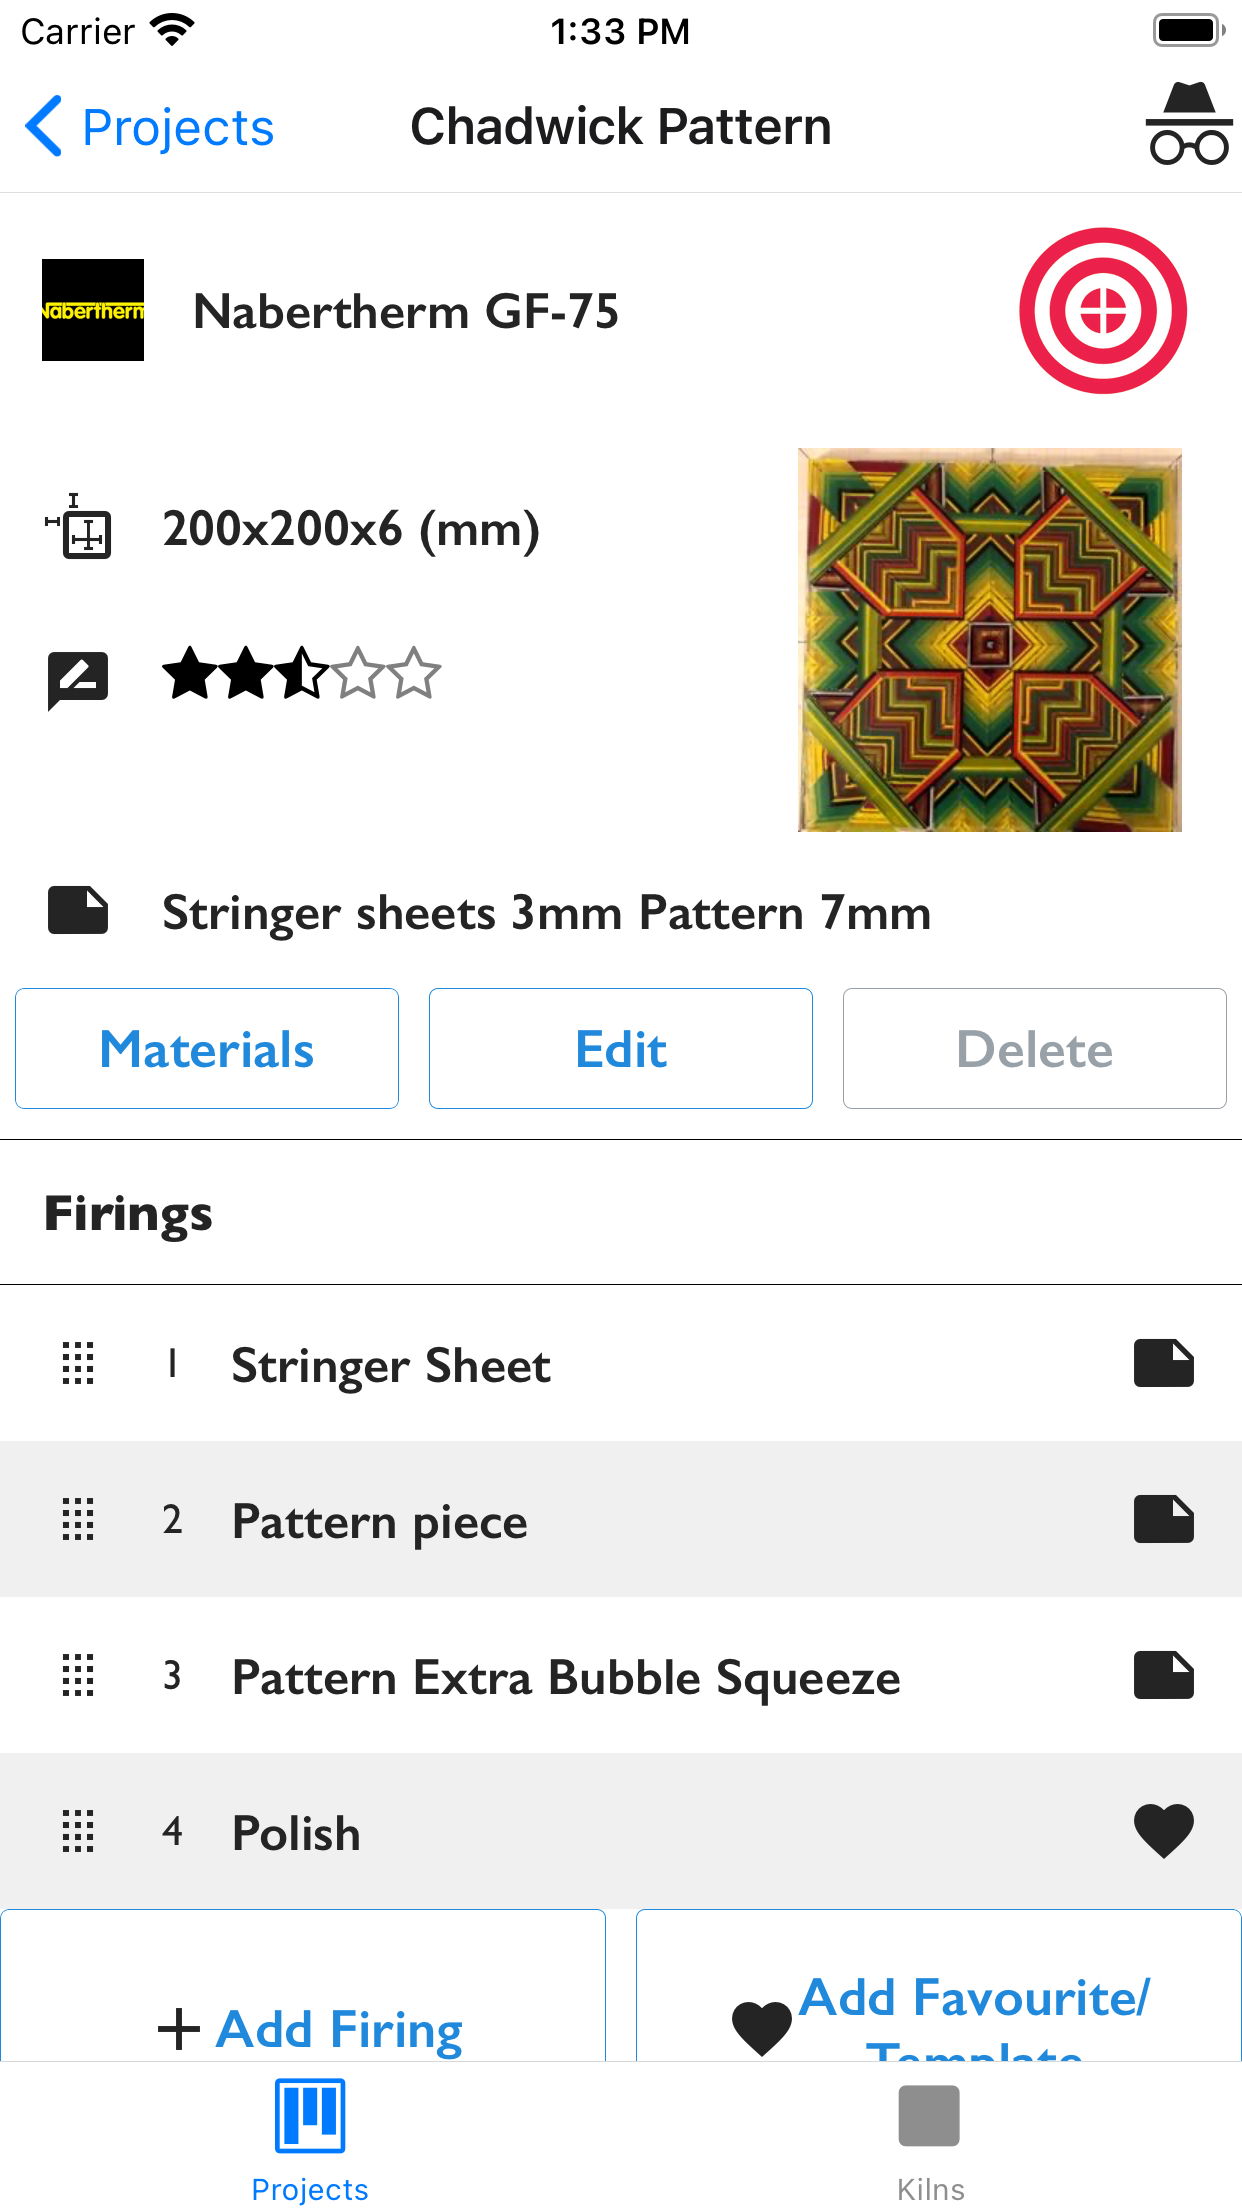 Carrier 1:33 PM
Projects Chadwick Pattern
Nabertherm Nabertherm GF-75
200x200x6 (mm)
Stringer sheets 3mm Pattern 7mm
Materials Edit Delete
Firings
1 Stringer Sheet
2 Pattern piece
3 Pattern Extra Bubble Squeeze
4 Polish
Add Firing Add Favourite/
Template
Projects Kilns